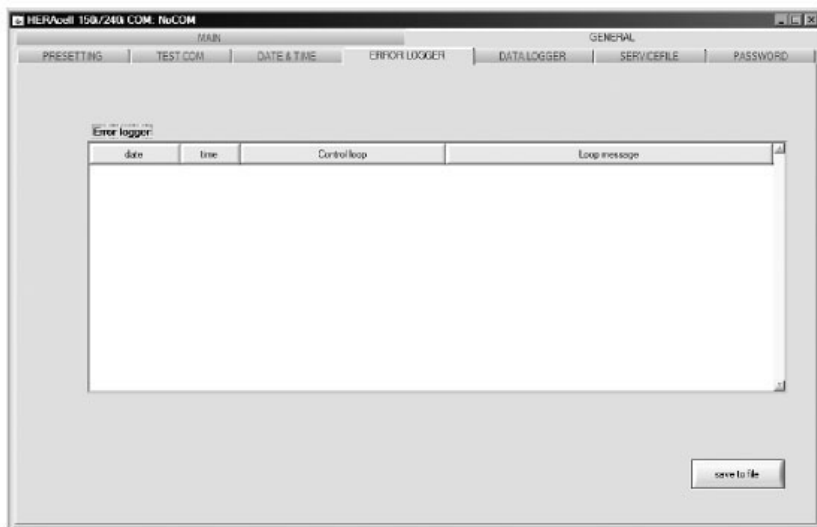 HERAcell 150i/240i COM: NoCOM
MAIN GENERAL
PRESETTING TEST COM DATE & TIME ERROR LOGGER DATA LOGGER SERVICEFILE PASSWORD
Error logger
date time Control loop Loop message
save to file